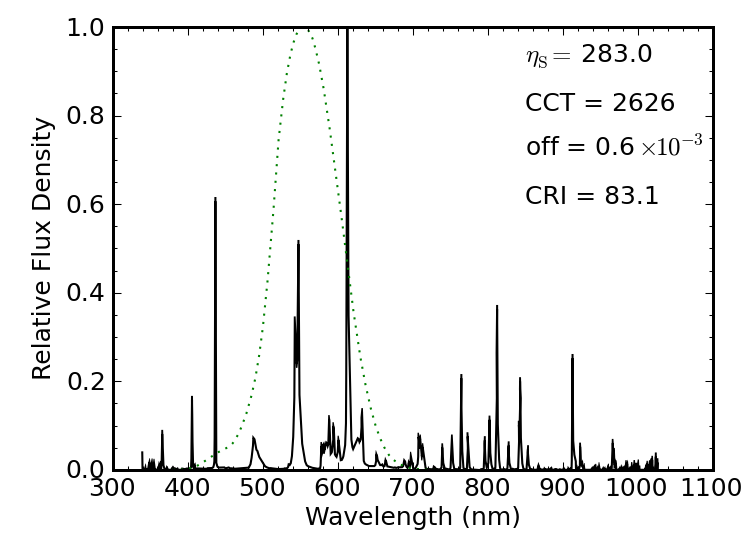 1.0
0.8
0.6
0.4
0.2
0.0
Relative Flux Density
η_S = 283.0
CCT = 2626
off = 0.6 ×10⁻³
CRI = 83.1
300 400 500 600 700 800 900 1000 1100
Wavelength (nm)